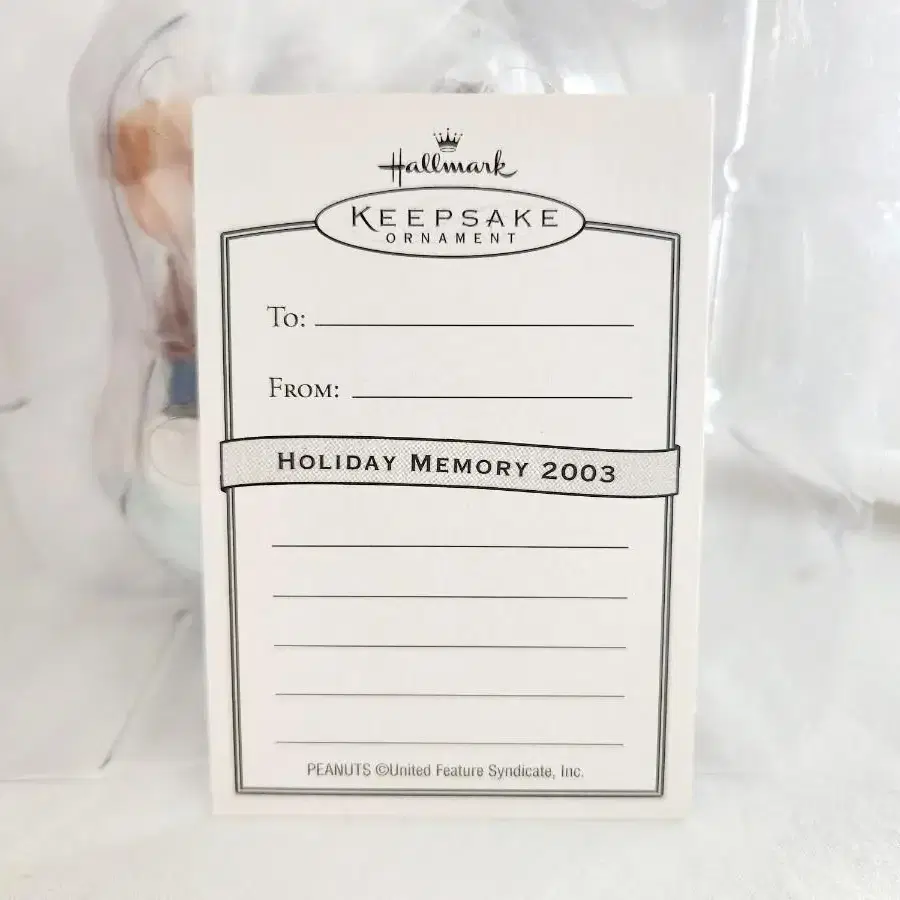 Hallmark
KEEPSAKE
ORNAMENT
TO:
FROM:
HOLIDAY MEMORY 2003
PEANUTS ©United Feature Syndicate, Inc.